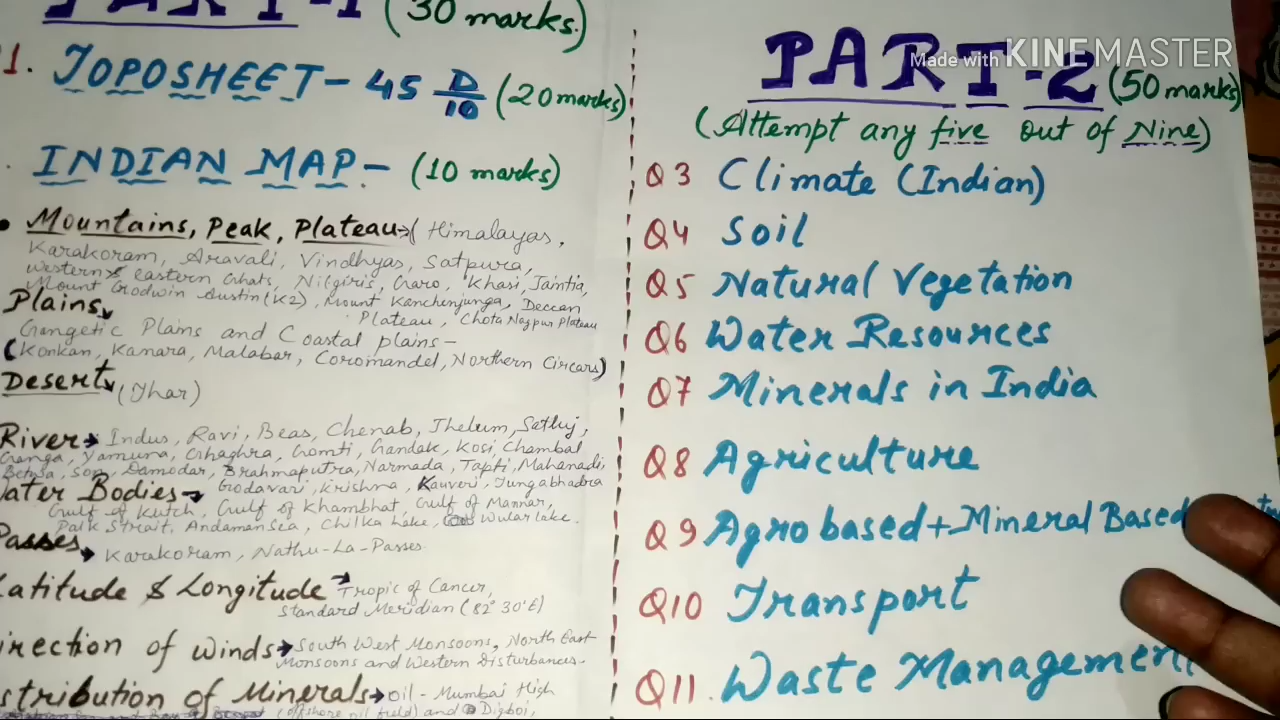 PART-1 (30 marks)
1. TOPOSHEET - 45 D/10 (20 marks)
INDIAN MAP - (10 marks)
• Mountains, Peak, Plateau → (Himalayas,
Karakoram, Aravali, Vindhyas, Satpura,
Western & eastern Ghats, Nilgiris, Garo, Khasi, Jaintia,
Mount Godwin Austin (K2), Mount Kanchenjunga, Deccan
Plateau, Chota Nagpur Plateau
Plains
Gangetic Plains and Coastal plains -
(Konkan, Kanara, Malabar, Coromandel, Northern Circars)
Desert (Thar)
River → Indus, Ravi, Beas, Chenab, Jhelum, Satluj,
Ganga, Yamuna, Ghaghra, Gomti, Gandak, Kosi, Chambal
Betwa, Son, Damodar, Brahmaputra, Narmada, Tapti, Mahanadi,
ater Bodies → Godavari, Krishna, Kauveri, Tungabhadra
Gulf of Kutch, Gulf of Khambhat, Gulf of Mannar,
Palk Strait, Andaman Sea, Chilka Lake, Wular lake.
Passes → Karakoram, Nathu-La-Passes.
Latitude & Longitude → Tropic of Cancer,
Standard Meridian (82° 30'E)
irection of winds → South West Monsoons, North East
Monsoons and Western Disturbances.
stribution of Minerals → oil - Mumbai High
(offshore oil field) and Digboi,
Made with KINEMASTER
PART-2 (50 marks)
(Attempt any five out of Nine)
Q3 Climate (Indian)
Q4 Soil
Q5 Natural Vegetation
Q6 Water Resources
Q7 Minerals in India
Q8 Agriculture
Q9 Agro based + Mineral Based
Q10 Transport
Q11. Waste Management